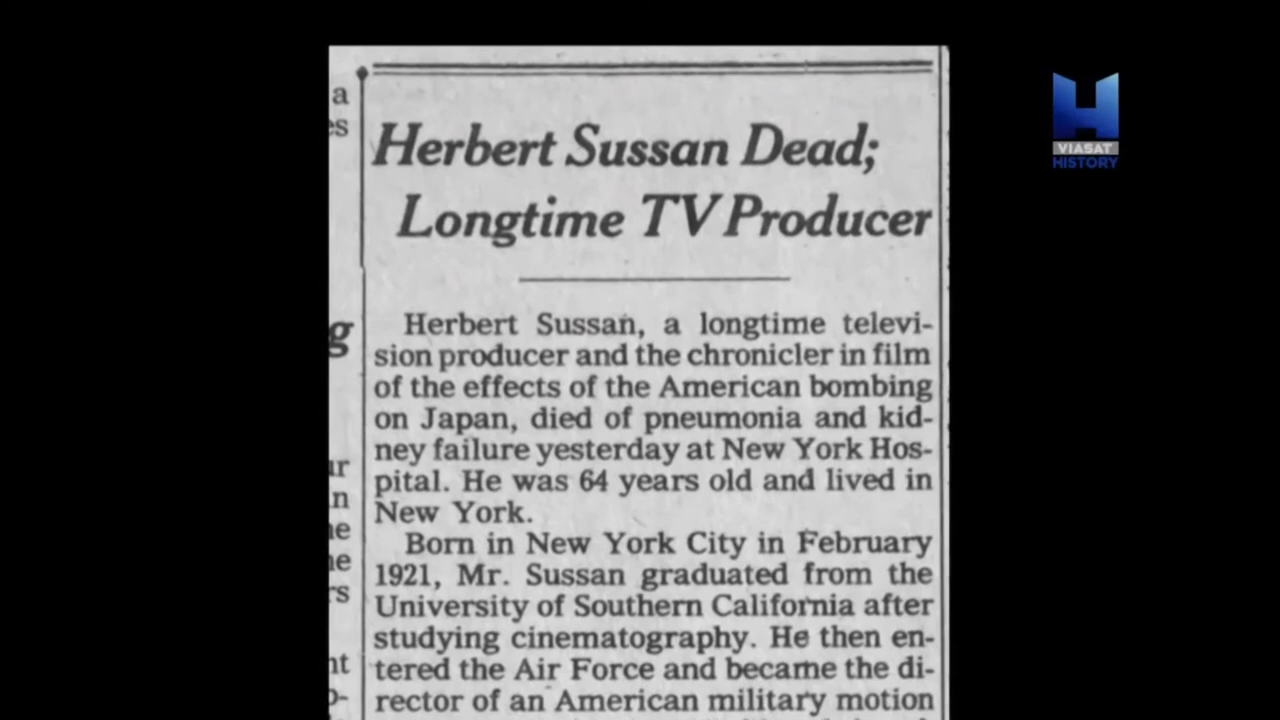 Herbert Sussan Dead;
Longtime TV Producer
Herbert Sussan, a longtime televi-
sion producer and the chronicler in film
of the effects of the American bombing
on Japan, died of pneumonia and kid-
ney failure yesterday at New York Hos-
pital. He was 64 years old and lived in
New York.
Born in New York City in February
1921, Mr. Sussan graduated from the
University of Southern California after
studying cinematography. He then en-
tered the Air Force and became the di-
rector of an American military motion
VIASAT
HISTORY